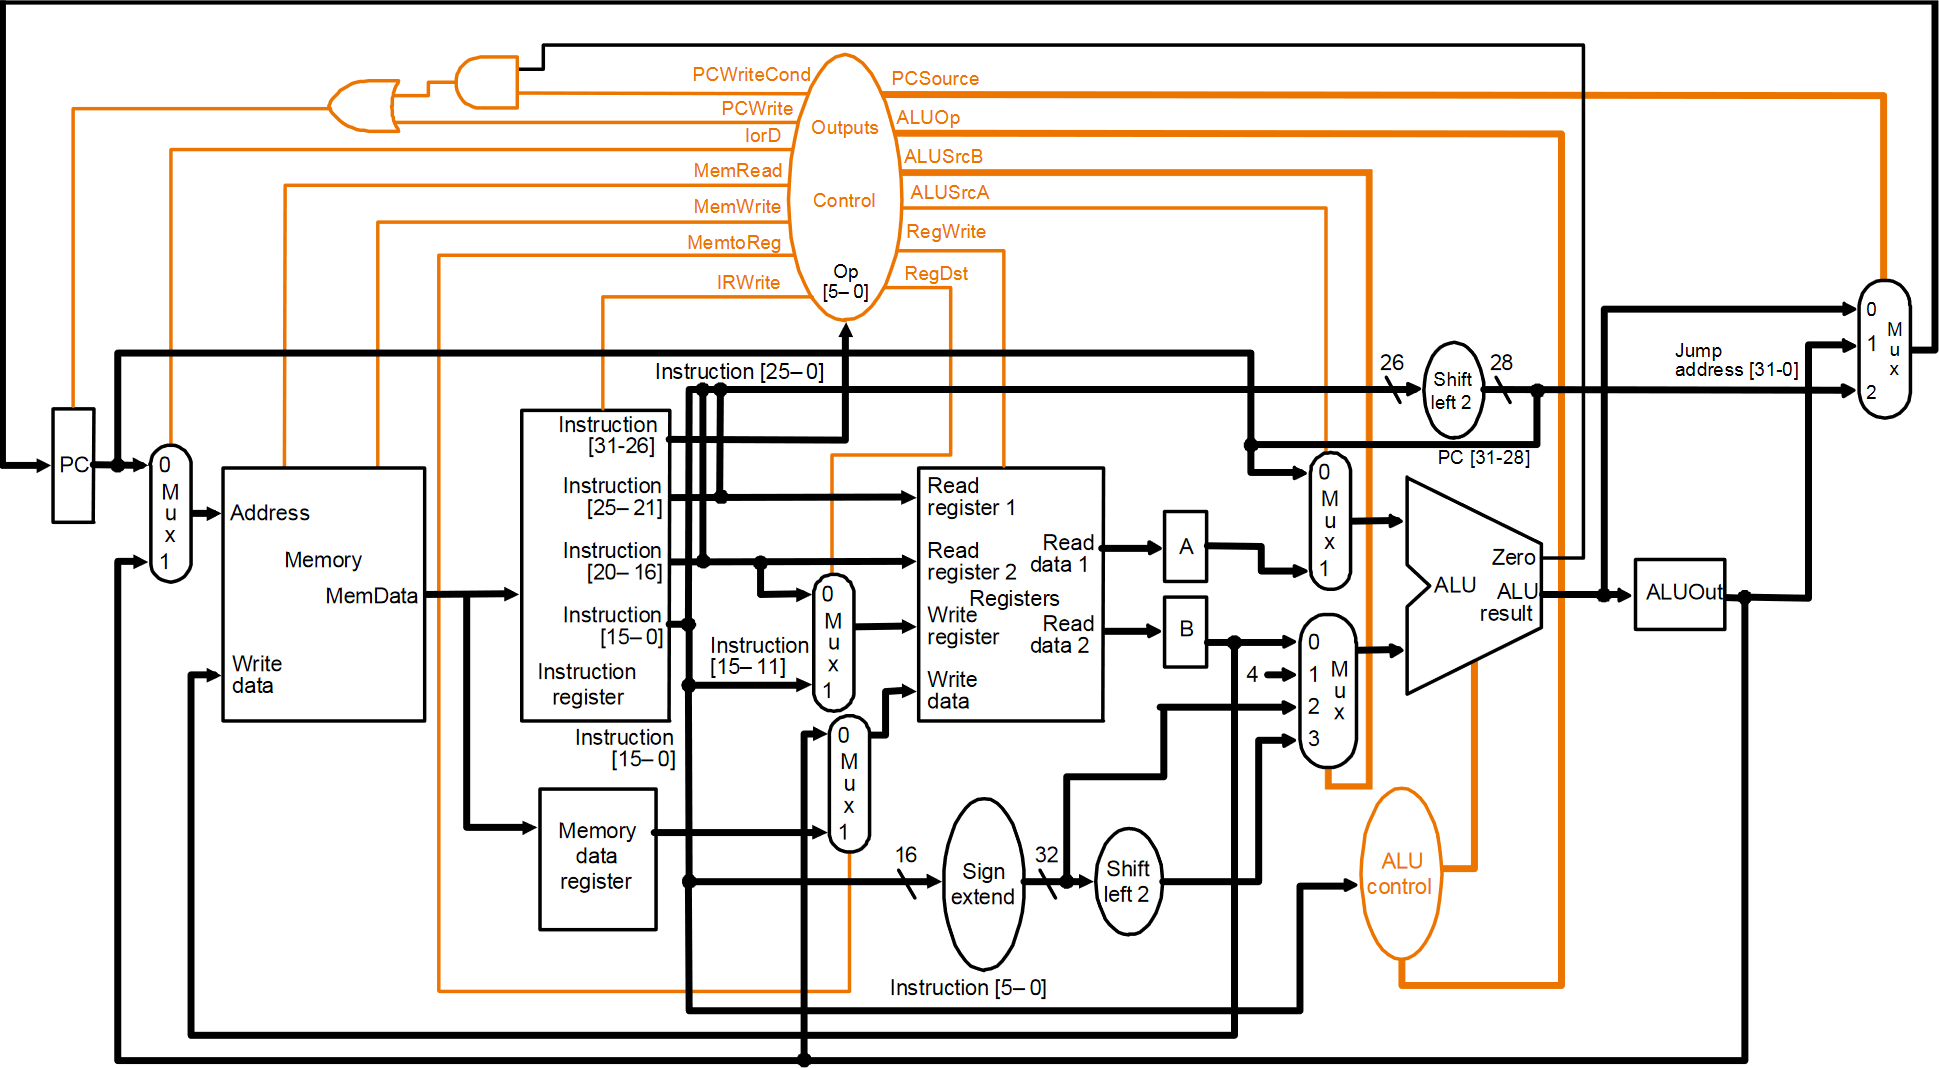 PCWriteCond
PCSource
PCWrite
ALUOp
IorD
Outputs
ALUSrcB
MemRead
ALUSrcA
MemWrite
Control
RegWrite
MemtoReg
RegDst
IRWrite
Op
[5– 0]
Instruction [25– 0]
26
Shift
left 2
28
Jump
address [31-0]
0
1
2
M
u
x
PC [31-28]
PC
0
M
u
x
1
Address
Memory
MemData
Write
data
Instruction
[31-26]
Instruction
[25– 21]
Instruction
[20– 16]
Instruction
[15– 0]
Instruction
register
Instruction
[15– 0]
Instruction
[15– 11]
0
M
u
x
1
0
M
u
x
1
Read
register 1
Read
register 2
Registers
Write
register
Write
data
Read
data 1
Read
data 2
A
B
0
M
u
x
1
4
0
1
2
3
M
u
x
Zero
ALU
ALU
result
ALUOut
Memory
data
register
16
Sign
extend
32
Shift
left 2
ALU
control
Instruction [5– 0]